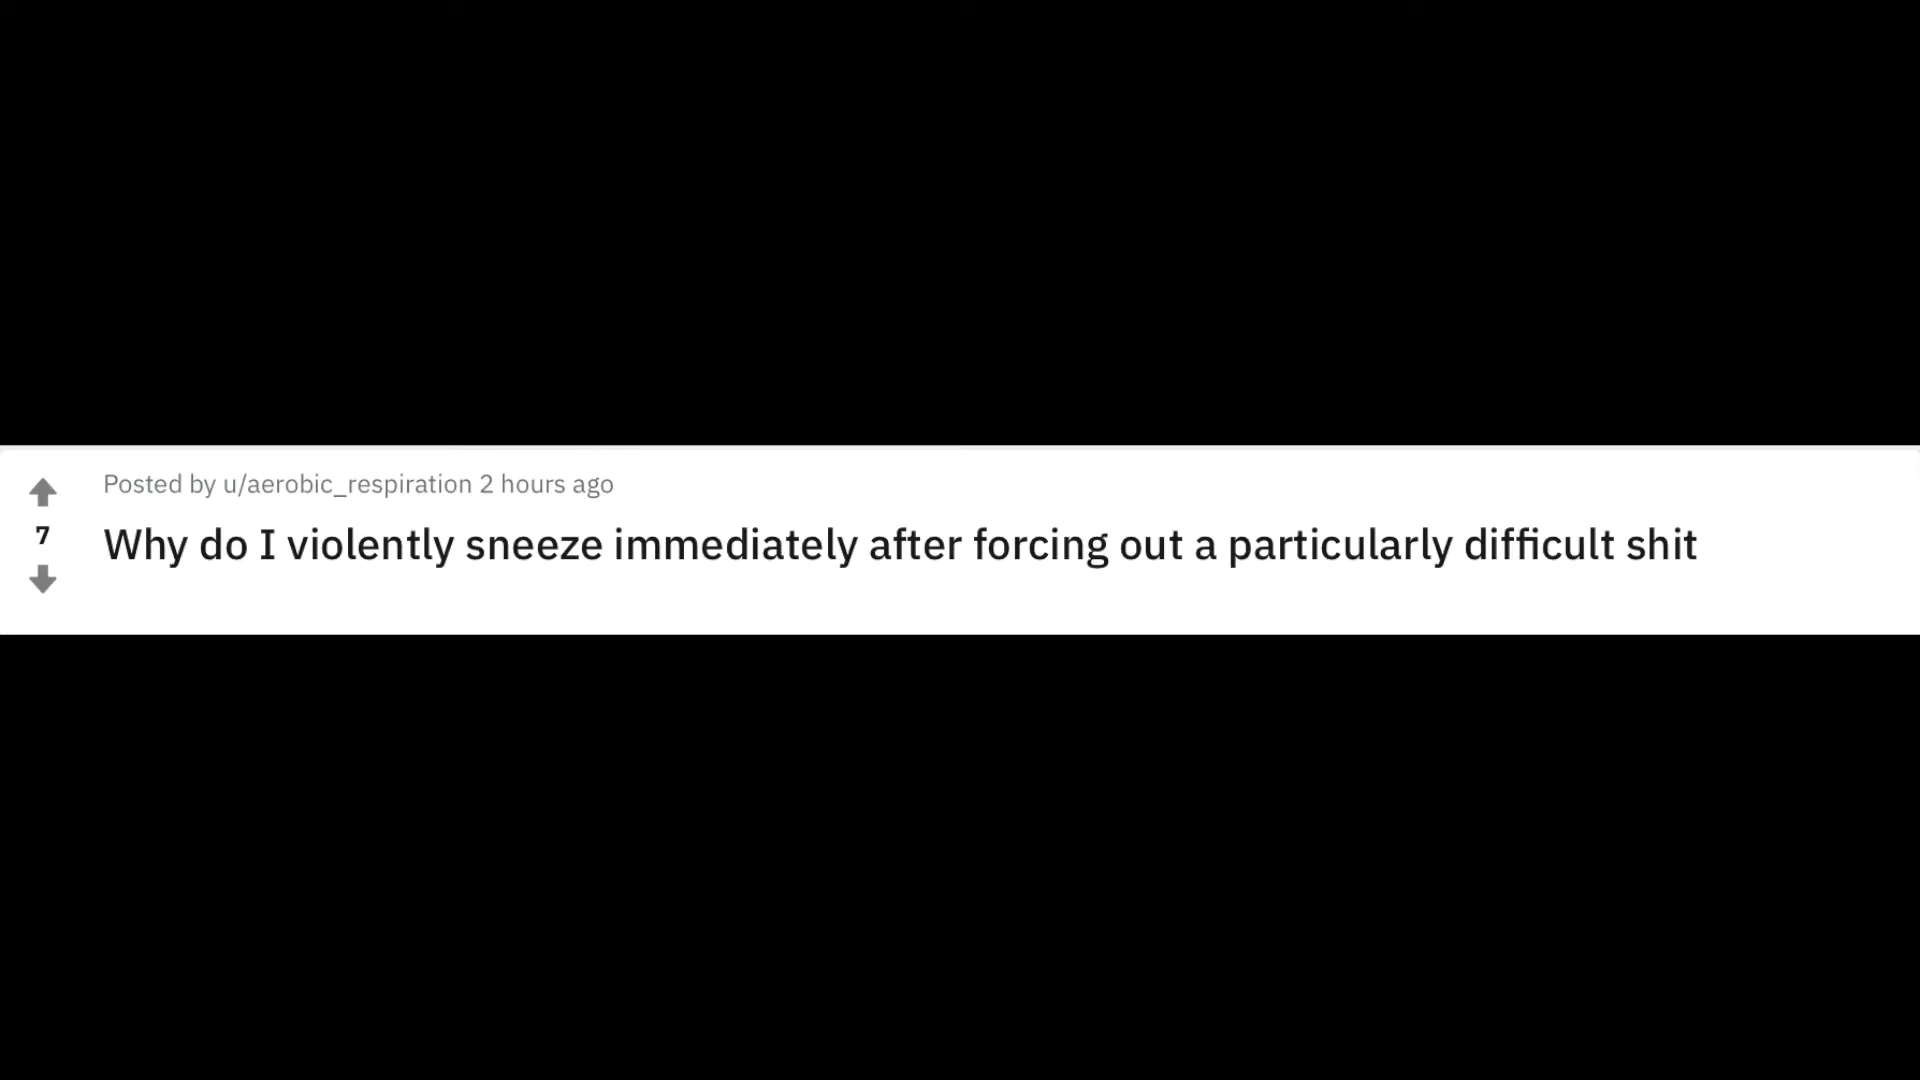 Posted by u/aerobic_respiration 2 hours ago
7
Why do I violently sneeze immediately after forcing out a particularly difficult shit